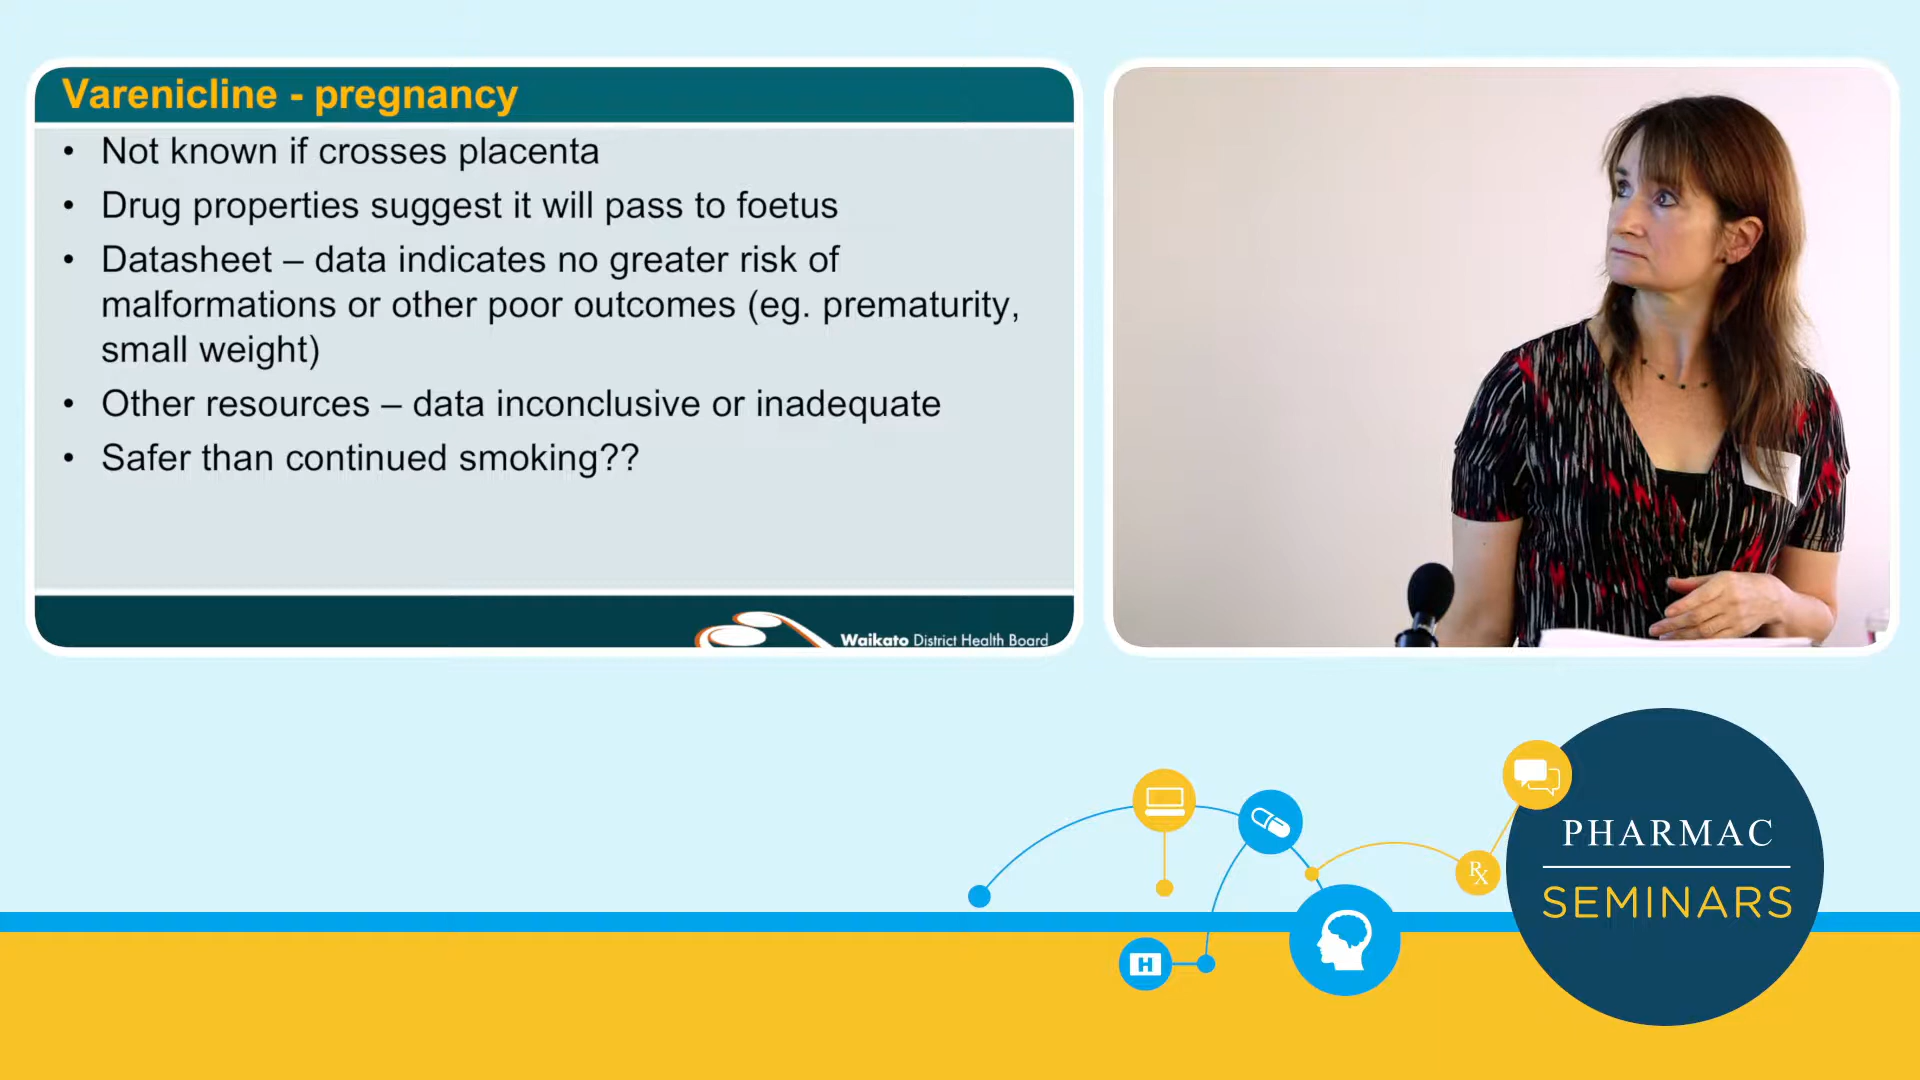 Varenicline - pregnancy
• Not known if crosses placenta
• Drug properties suggest it will pass to foetus
• Datasheet – data indicates no greater risk of
malformations or other poor outcomes (eg. prematurity,
small weight)
• Other resources – data inconclusive or inadequate
• Safer than continued smoking??
Waikato District Health Board
PHARMAC
SEMINARS
Rx
H